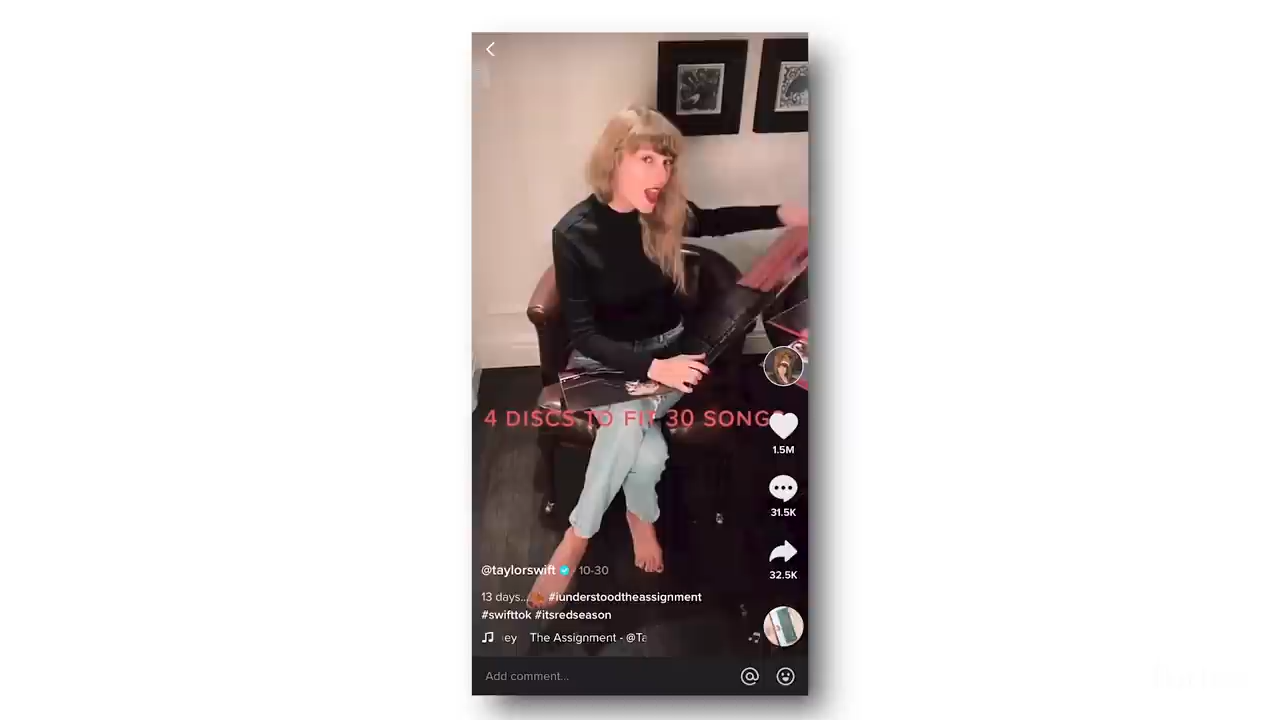 4 DISCS TO FIT 30 SONGS
1.5M
31.5K
32.5K
@taylorswift · 10-30
13 days... #iunderstoodtheassignment
#swifttok #itsredseason
ey The Assignment - @Ta
Add comment...